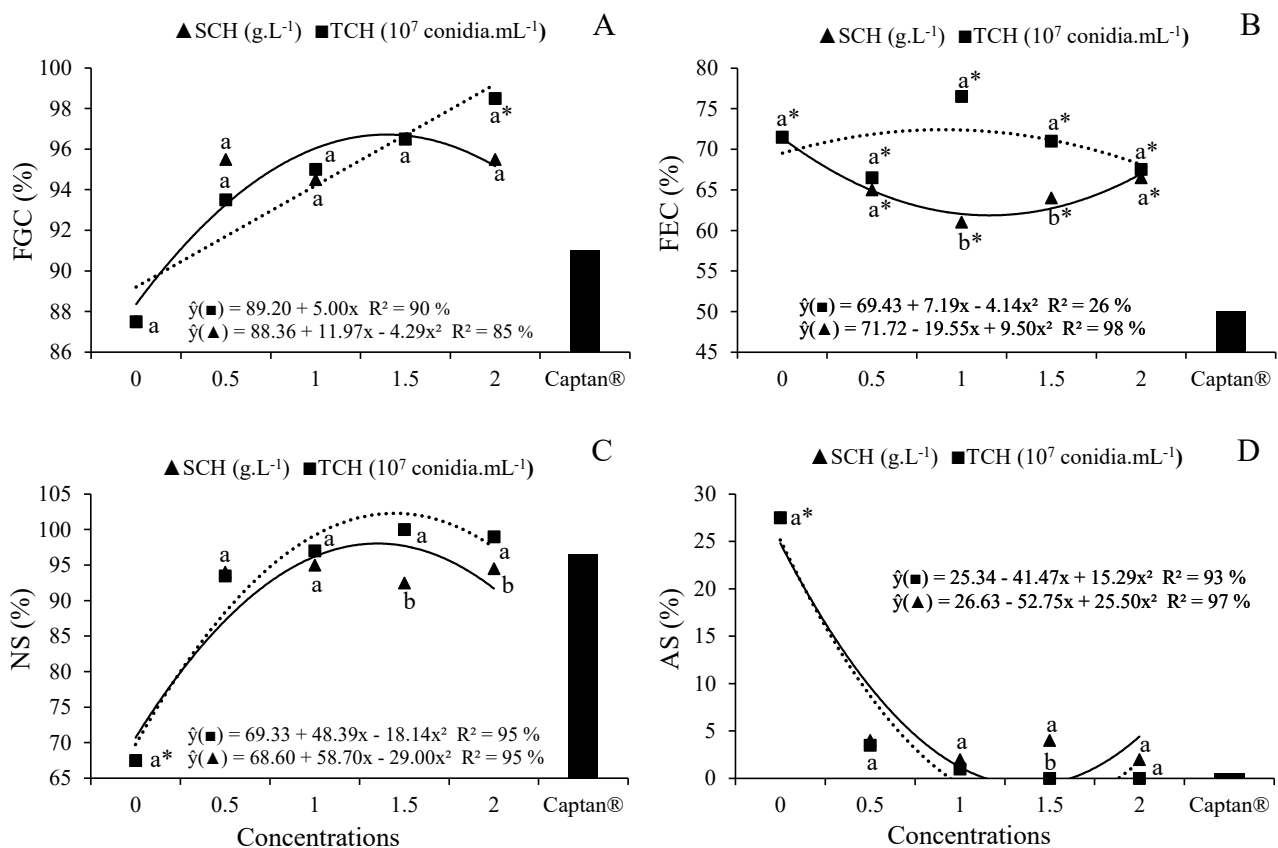 ▲SCH (g.L⁻¹) ■TCH (10⁷ conidia.mL⁻¹) A
FGC (%)
100
98
96
94
92
90
88
86
a
a
a
a
a
a
a*
a
ŷ(■) = 89.20 + 5.00x R² = 90 %
ŷ(▲) = 88.36 + 11.97x - 4.29x² R² = 85 %
0 0.5 1 1.5 2 Captan®
▲SCH (g.L⁻¹) ■TCH (10⁷ conidia.mL⁻¹) B
FEC (%)
80
75
70
65
60
55
50
45
a*
a*
a*
a*
b*
a*
b*
a*
a*
ŷ(■) = 69.43 + 7.19x - 4.14x² R² = 26 %
ŷ(▲) = 71.72 - 19.55x + 9.50x² R² = 98 %
0 0.5 1 1.5 2 Captan®
▲SCH (g.L⁻¹) ■TCH (10⁷ conidia.mL⁻¹) C
NS (%)
105
100
95
90
85
80
75
70
65
a*
a
a
a
a
b
a
b
ŷ(■) = 69.33 + 48.39x - 18.14x² R² = 95 %
ŷ(▲) = 68.60 + 58.70x - 29.00x² R² = 95 %
0 0.5 1 1.5 2 Captan®
Concentrations
▲SCH (g.L⁻¹) ■TCH (10⁷ conidia.mL⁻¹) D
AS (%)
30
25
20
15
10
5
0
a*
a
a
a
b
a
a
ŷ(■) = 25.34 - 41.47x + 15.29x² R² = 93 %
ŷ(▲) = 26.63 - 52.75x + 25.50x² R² = 97 %
0 0.5 1 1.5 2 Captan®
Concentrations